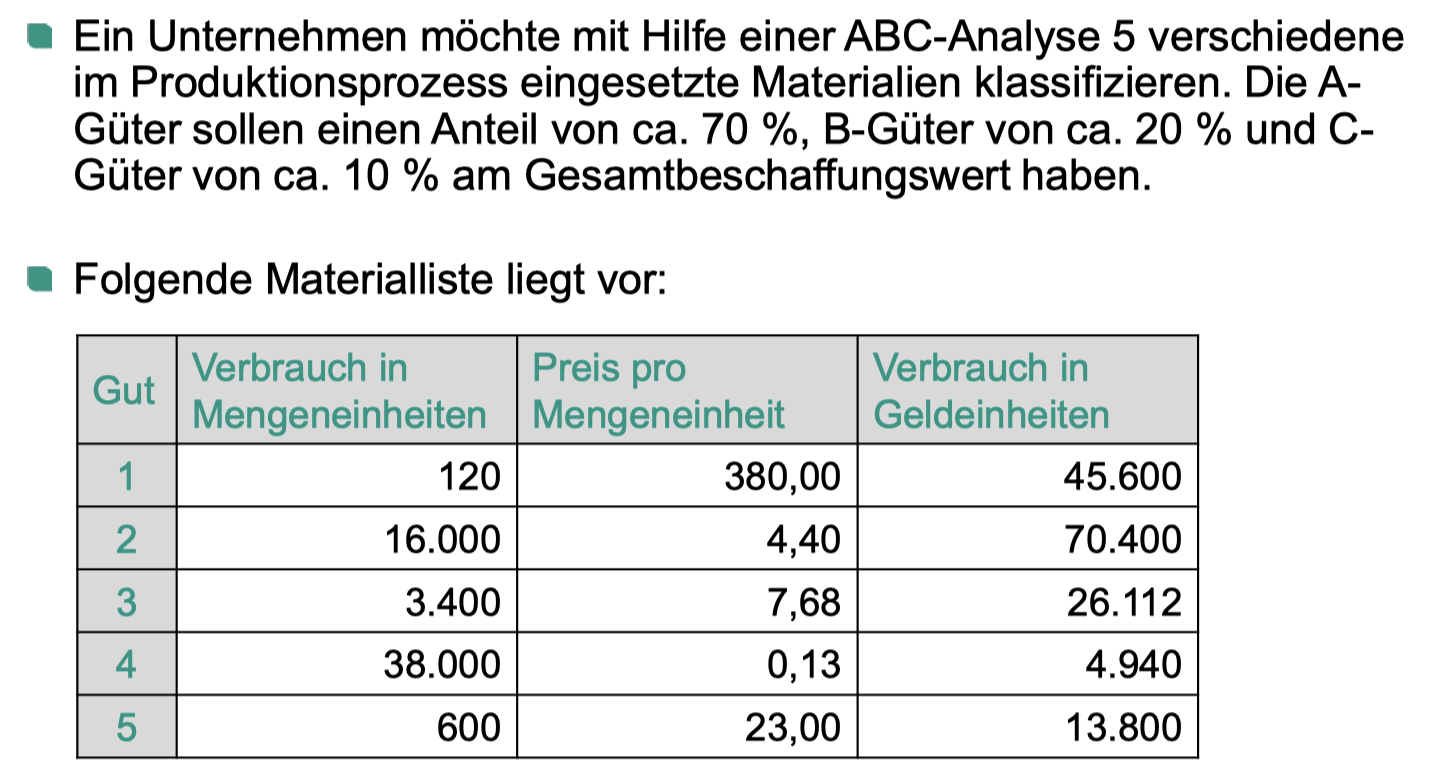 Ein Unternehmen möchte mit Hilfe einer ABC-Analyse 5 verschiedene
im Produktionsprozess eingesetzte Materialien klassifizieren. Die A-
Güter sollen einen Anteil von ca. 70 %, B-Güter von ca. 20 % und C-
Güter von ca. 10 % am Gesamtbeschaffungswert haben.
Folgende Materialliste liegt vor:
Gut Verbrauch in Mengeneinheiten Preis pro Mengeneinheit Verbrauch in Geldeinheiten
1 120 380,00 45.600
2 16.000 4,40 70.400
3 3.400 7,68 26.112
4 38.000 0,13 4.940
5 600 23,00 13.800